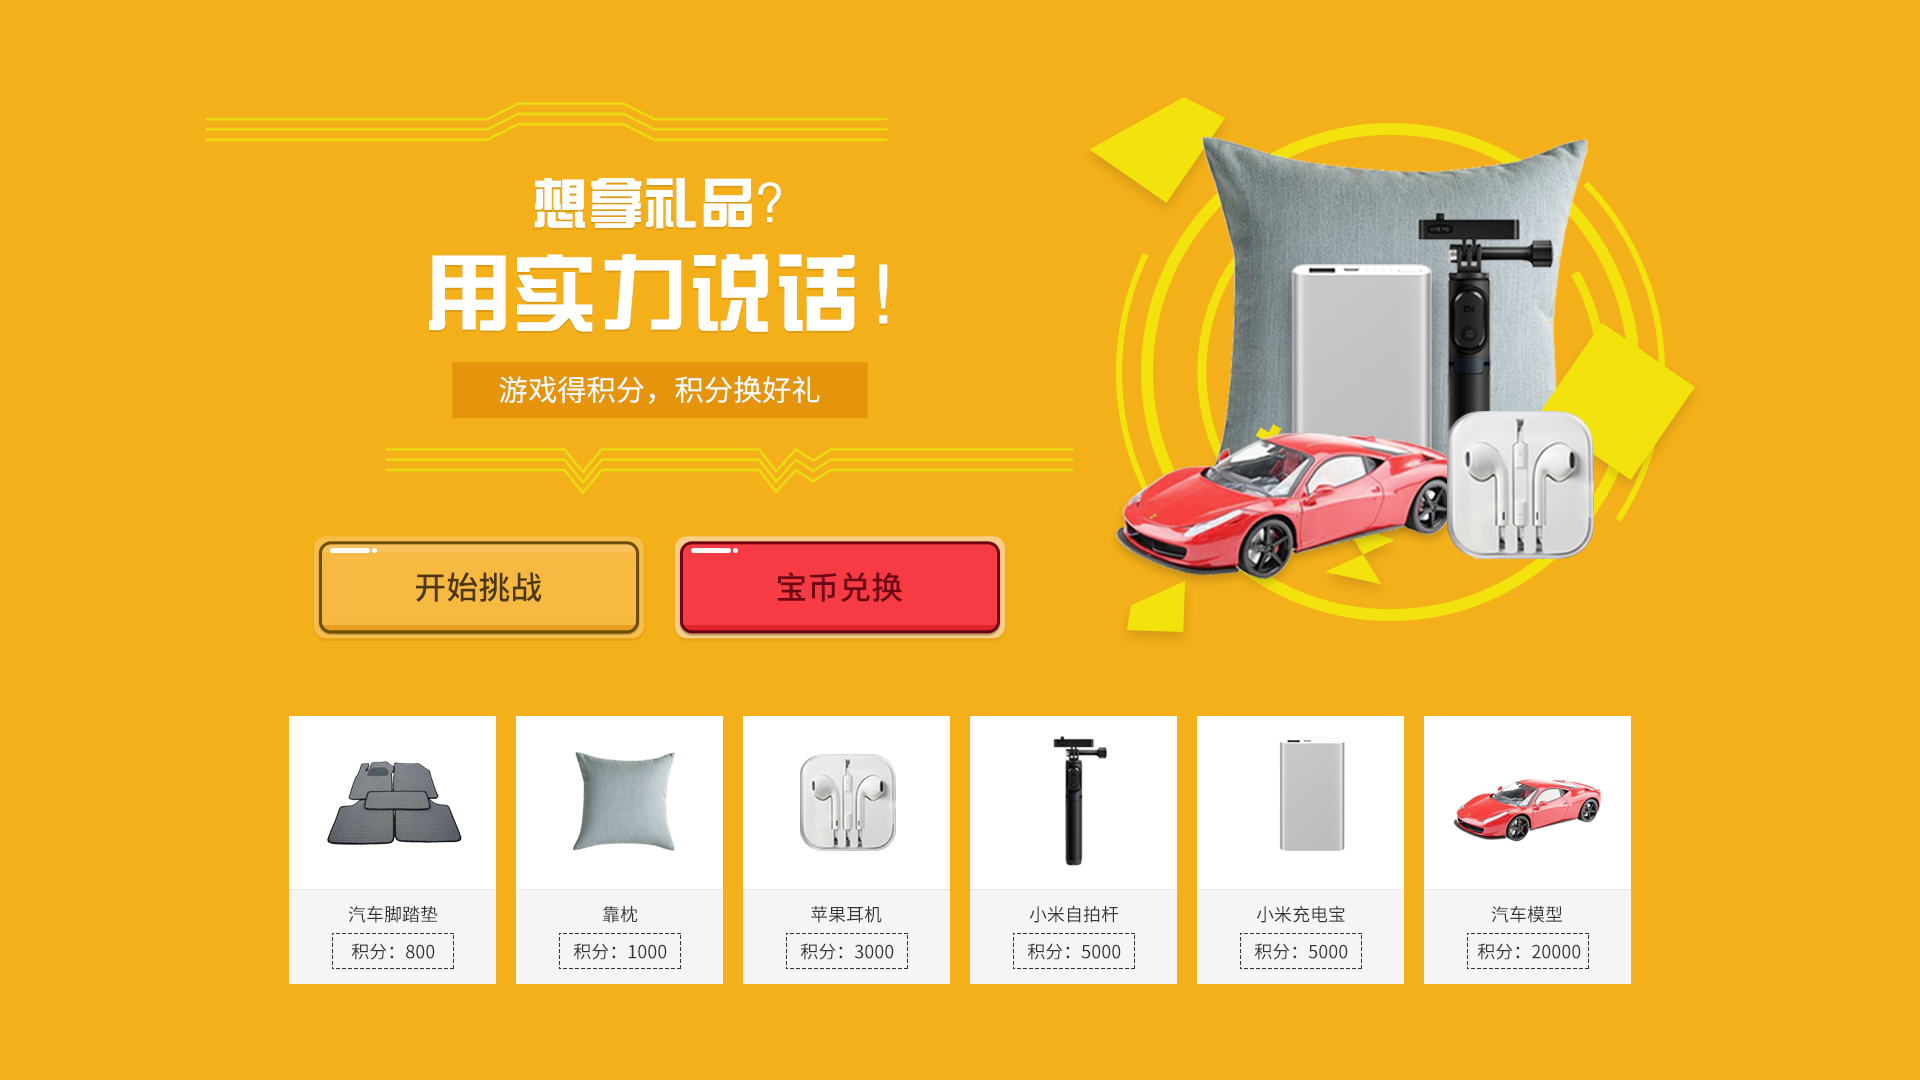 想拿礼品?
用实力说话!
游戏得积分，积分换好礼
开始挑战
宝币兑换
汽车脚踏垫
积分：800
靠枕
积分：1000
苹果耳机
积分：3000
小米自拍杆
积分：5000
小米充电宝
积分：5000
汽车模型
积分：20000